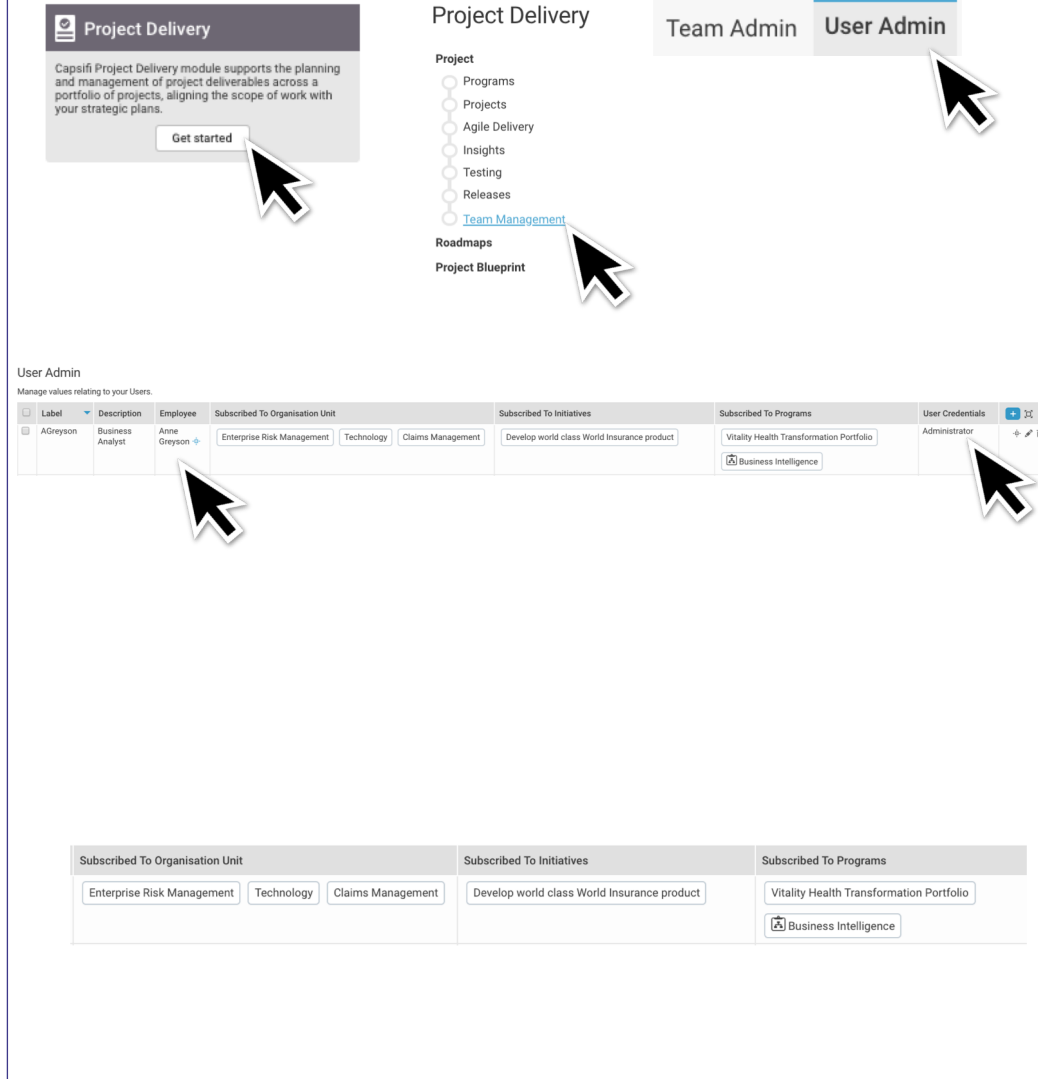 Project Delivery
Capsifi Project Delivery module supports the planning
and management of project deliverables across a
portfolio of projects, aligning the scope of work with
your strategic plans.
Get started
Project Delivery
Project
Programs
Projects
Agile Delivery
Insights
Testing
Releases
Team Management
Roadmaps
Project Blueprint
Team Admin User Admin
User Admin
Manage values relating to your Users.
Label Description Employee Subscribed To Organisation Unit Subscribed To Initiatives Subscribed To Programs User Credentials
AGreyson Business Anne Enterprise Risk Management Technology Claims Management Develop world class World Insurance product Vitality Health Transformation Portfolio Administrator
Analyst Greyson
Business Intelligence
Subscribed To Organisation Unit Subscribed To Initiatives Subscribed To Programs
Enterprise Risk Management Technology Claims Management Develop world class World Insurance product Vitality Health Transformation Portfolio
Business Intelligence